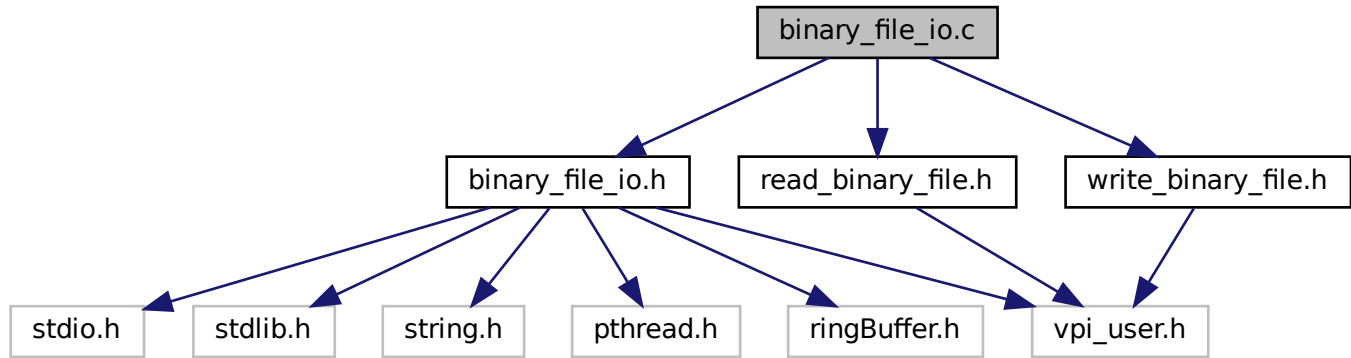 binary_file_io.c
binary_file_io.h
read_binary_file.h
write_binary_file.h
stdio.h
stdlib.h
string.h
pthread.h
ringBuffer.h
vpi_user.h